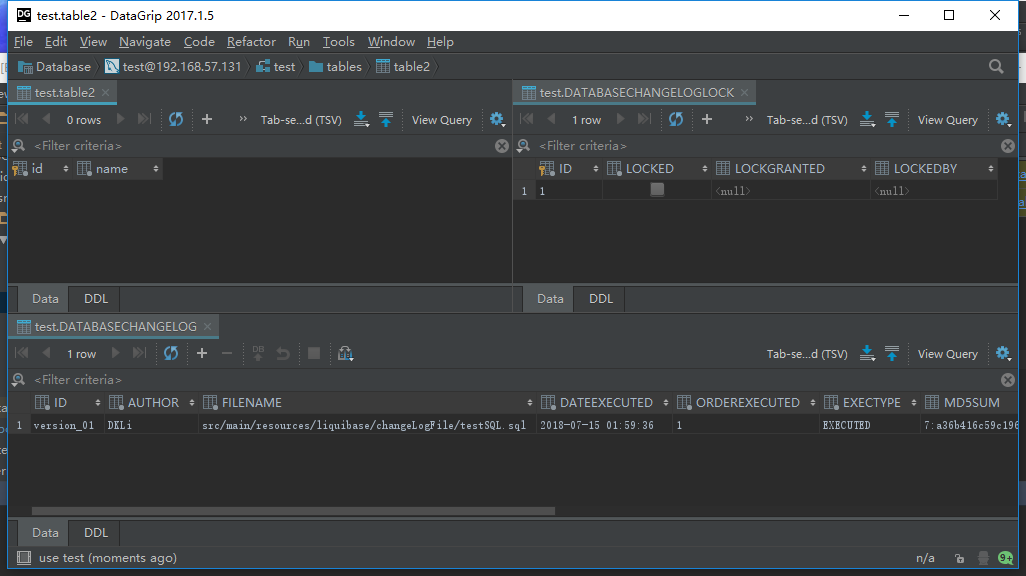 test.table2 - DataGrip 2017.1.5
File Edit View Navigate Code Refactor Run Tools Window Help
Database test@192.168.57.131 test tables table2
test.table2
0 rows Tab-se...d (TSV) View Query
<Filter criteria>
id name
Data DDL
test.DATABASECHANGELOGLOCK
1 row Tab-se...d (TSV) View Query
<Filter criteria>
ID LOCKED LOCKGRANTED LOCKEDBY
1 1 <null> <null>
Data DDL
test.DATABASECHANGELOG
1 row Tab-se...d (TSV) View Query
<Filter criteria>
ID AUTHOR FILENAME DATEEXECUTED ORDEREXECUTED EXECTYPE MD5SUM
1 version_01 DKLi src/main/resources/liquibase/changeLogFile/testSQL.sql 2018-07-15 01:59:36 1 EXECUTED 7:a36b416c59c196
Data DDL
use test (moments ago) n/a 9+